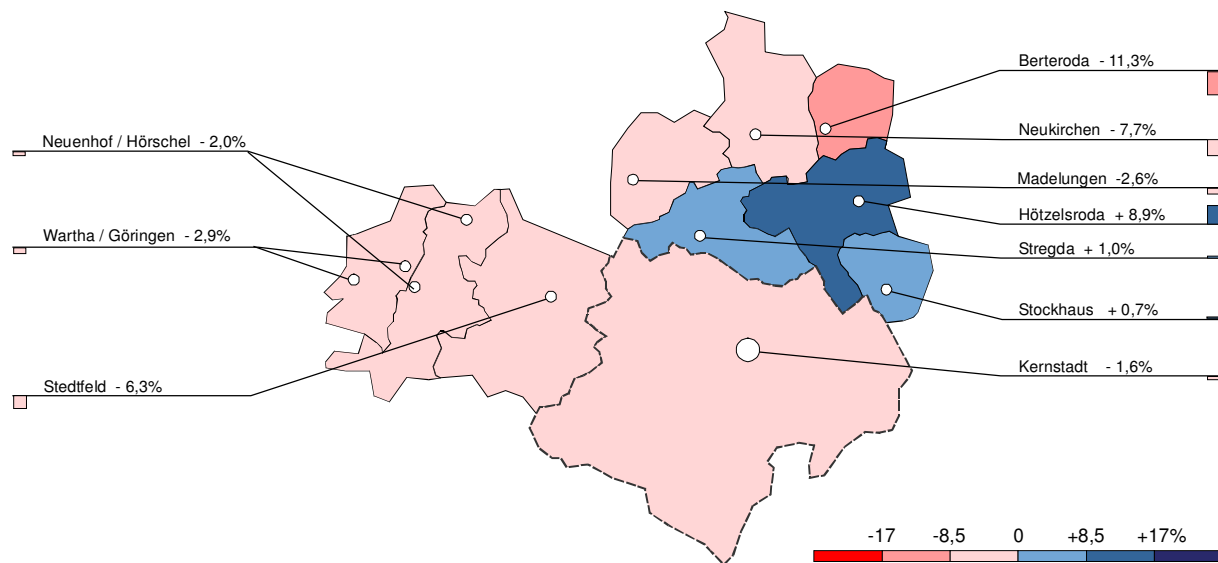 Berteroda - 11,3%
Neukirchen - 7,7%
Neuenhof / Hörschel - 2,0%
Madelungen -2,6%
Hötzelsroda + 8,9%
Wartha / Göringen - 2,9%
Stregda + 1,0%
Stockhaus + 0,7%
Kernstadt - 1,6%
Stedtfeld - 6,3%
-17 -8,5 0 +8,5 +17%